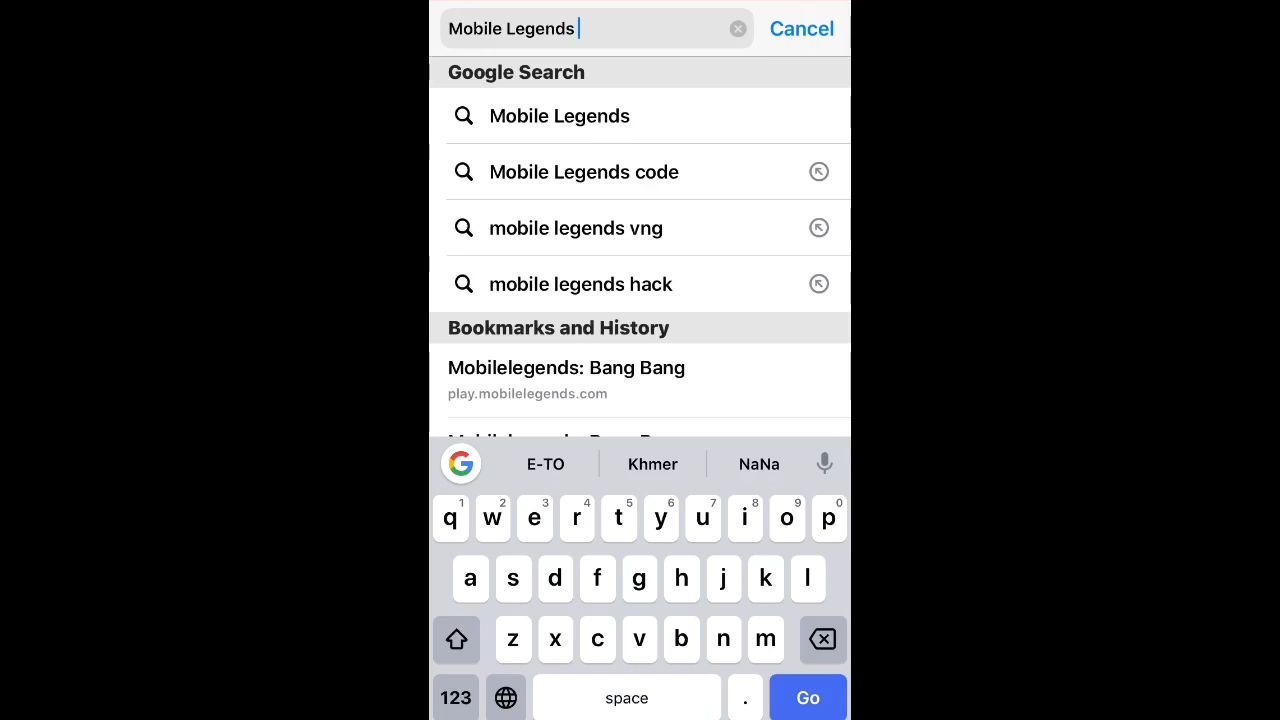 Mobile Legends
Cancel
Google Search
Mobile Legends
Mobile Legends code
mobile legends vng
mobile legends hack
Bookmarks and History
Mobilelegends: Bang Bang
play.mobilelegends.com
E-TO Khmer NaNa
1 2 3 4 5 6 7 8 9 0
q w e r t y u i o p
a s d f g h j k l
z x c v b n m
123 space . Go